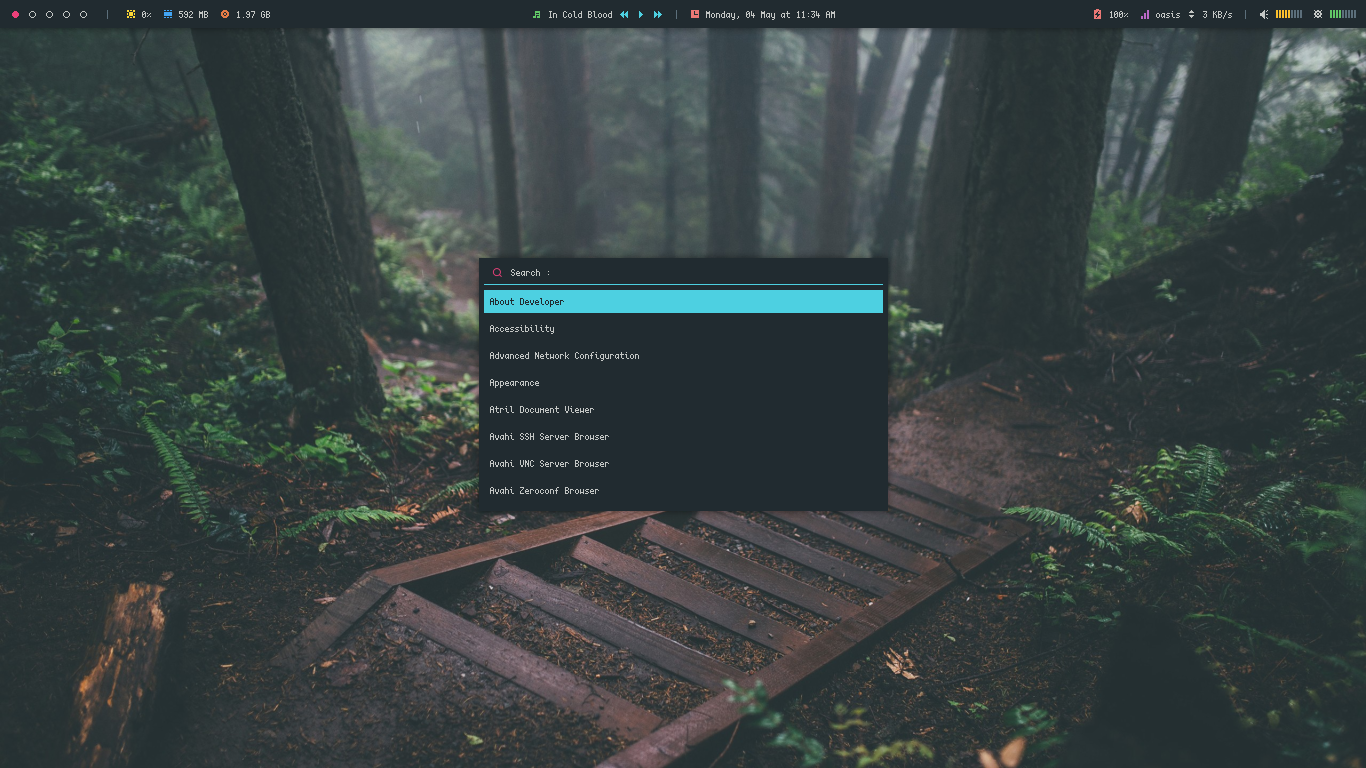 0% 592 MB 1.97 GB In Cold Blood Monday, 04 May at 11:34 AM 100% oasis 3 KB/s
Search :
About Developer
Accessibility
Advanced Network Configuration
Appearance
Atril Document Viewer
Avahi SSH Server Browser
Avahi VNC Server Browser
Avahi Zeroconf Browser